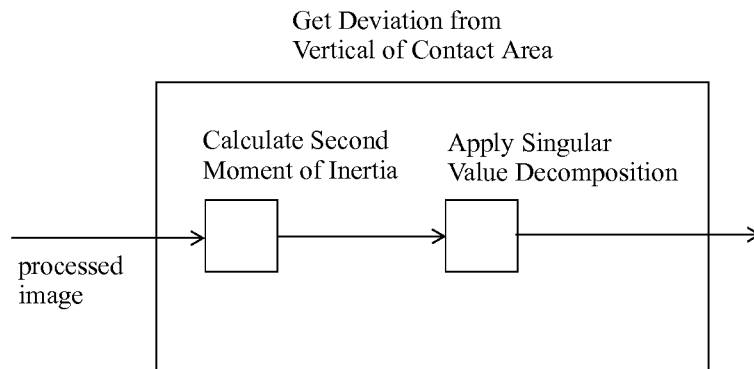 Get Deviation from
Vertical of Contact Area
Calculate Second
Moment of Inertia
Apply Singular
Value Decomposition
processed
image